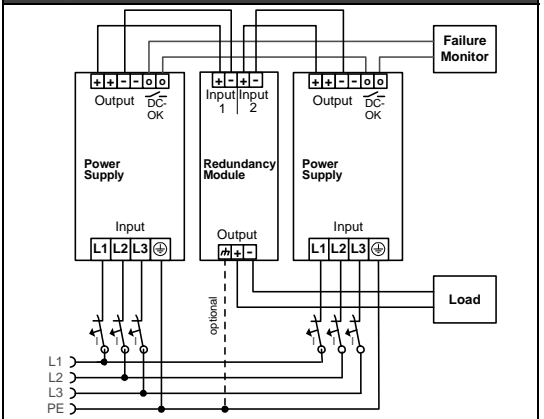 Failure
Monitor
+ + - - o o
+ - + -
+ + - - o o
Output
DC-
OK
Input Input
1 2
Output
DC-
OK
Power
Supply
Redundancy
Module
Power
Supply
Input
Output
Input
L1 L2 L3
+ -
L1 L2 L3
optional
Load
I I I
I I I
L1
L2
L3
PE